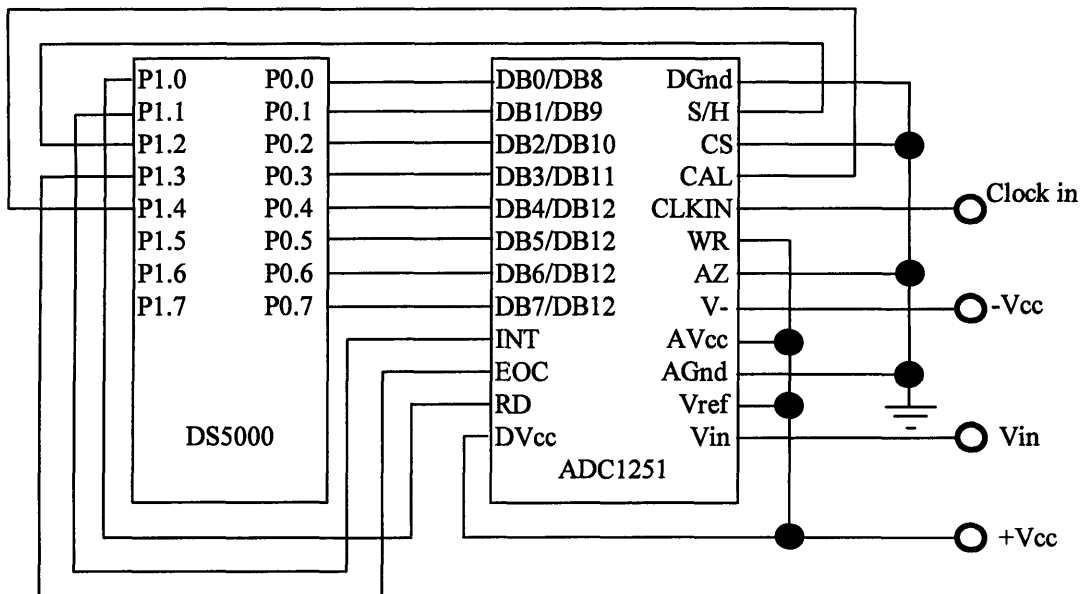 P1.0 P0.0 DB0/DB8 DGnd
P1.1 P0.1 DB1/DB9 S/H
P1.2 P0.2 DB2/DB10 CS
P1.3 P0.3 DB3/DB11 CAL
P1.4 P0.4 DB4/DB12 CLKIN Clock in
P1.5 P0.5 DB5/DB12 WR
P1.6 P0.6 DB6/DB12 AZ
P1.7 P0.7 DB7/DB12 V- -Vcc
INT AVcc
EOC AGnd
RD Vref
DS5000 DVcc Vin Vin
ADC1251
+Vcc